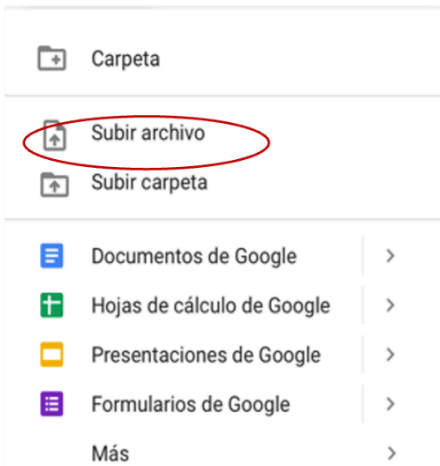 Carpeta
Subir archivo
Subir carpeta
Documentos de Google
Hojas de cálculo de Google
Presentaciones de Google
Formularios de Google
Más